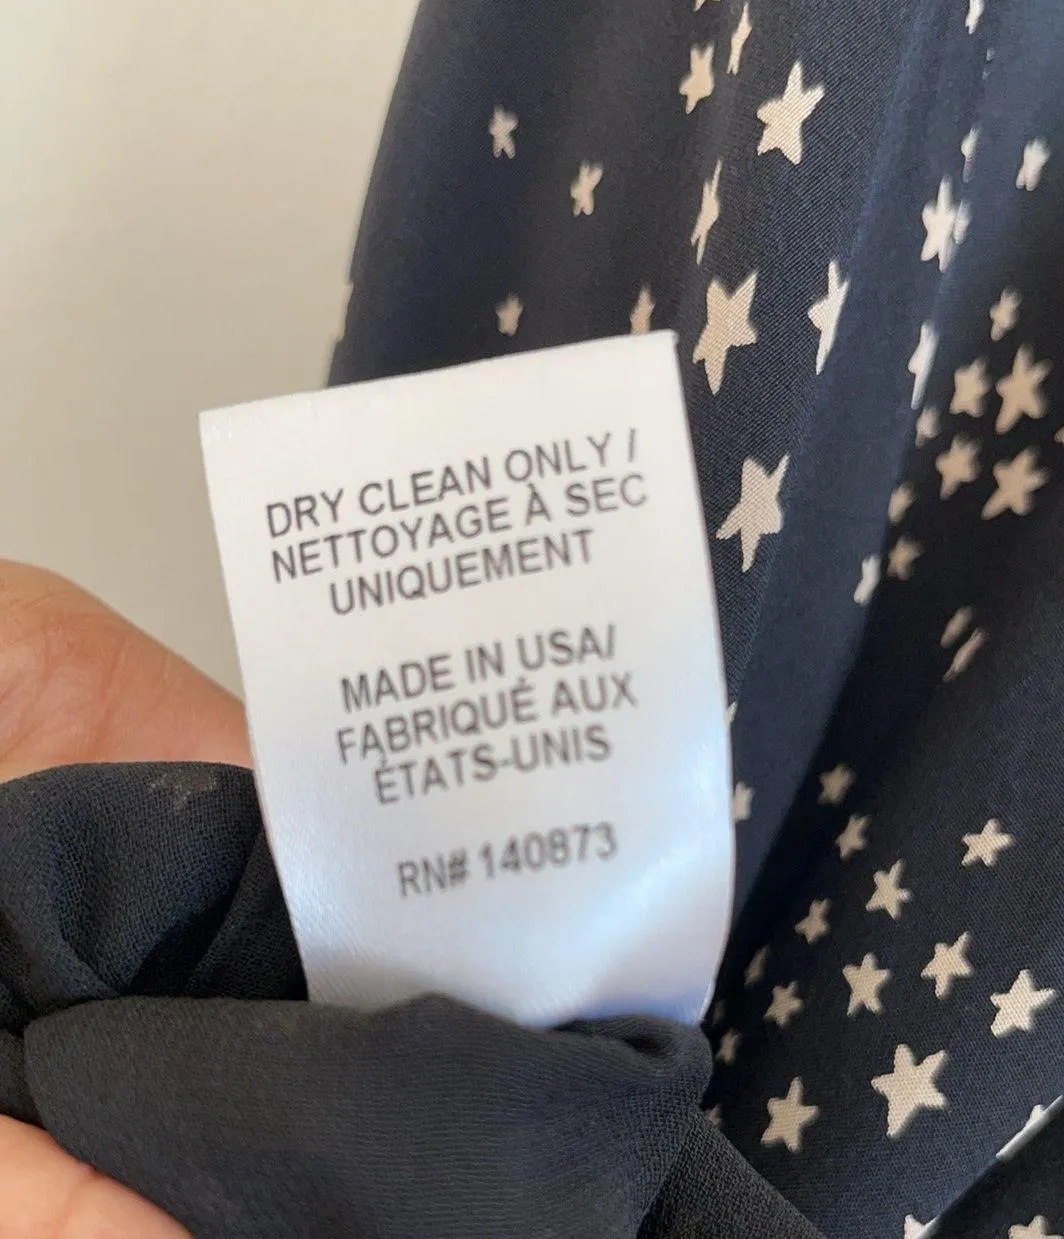 DRY CLEAN ONLY /
NETTOYAGE À SEC
UNIQUEMENT
MADE IN USA/
FABRIQUÉ AUX
ÉTATS-UNIS
RN# 140873